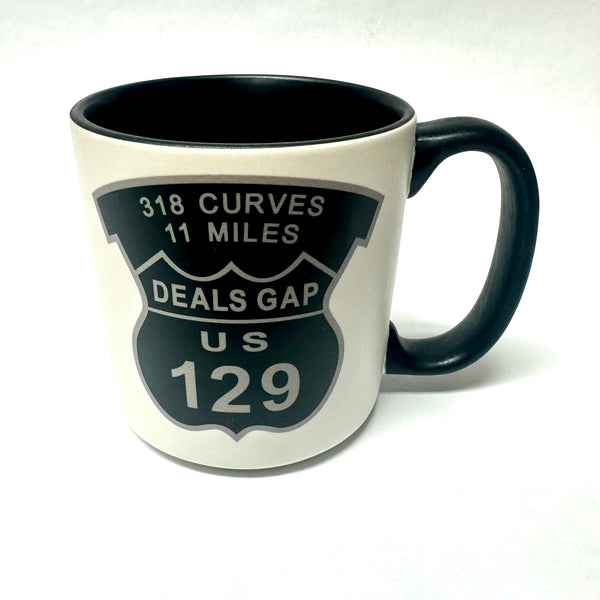 318 CURVES
11 MILES
DEALS GAP
US
129